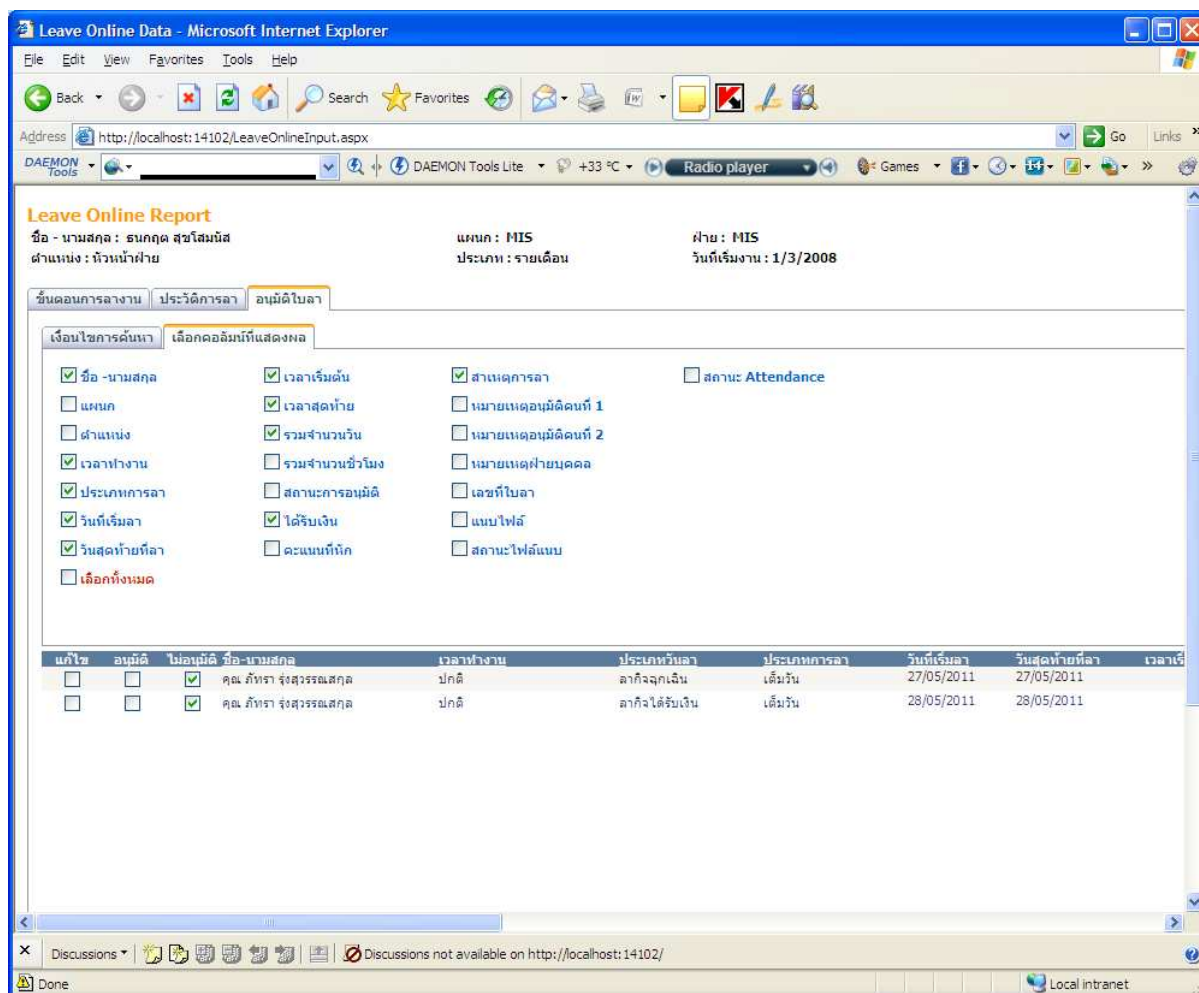 Leave Online Data - Microsoft Internet Explorer
File Edit View Favorites Tools Help
Back Search Favorites
Address http://localhost:14102/LeaveOnlineInput.aspx Go Links »
DAEMON Tools DAEMON Tools Lite +33 °C Radio player Games »
Leave Online Report
ชื่อ - นามสกุล : ธนกฤต สุขโสมนัส แผนก : MIS ฝ่าย : MIS
ตำแหน่ง : หัวหน้าฝ่าย ประเภท : รายเดือน วันที่เริ่มงาน : 1/3/2008
ขั้นตอนการลางาน ประวัติการลา อนุมัติใบลา
เงื่อนไขการค้นหา เลือกคอลัมน์ที่แสดงผล
ชื่อ -นามสกุล เวลาเริ่มต้น สาเหตุการลา สถานะ Attendance
แผนก เวลาสุดท้าย หมายเหตุอนุมัติคนที่ 1
ตำแหน่ง รวมจำนวนวัน หมายเหตุอนุมัติคนที่ 2
เวลาทำงาน รวมจำนวนชั่วโมง หมายเหตุฝ่ายบุคคล
ประเภทการลา สถานะการอนุมัติ เลขที่ใบลา
วันที่เริ่มลา ได้รับเงิน แนบไฟล์
วันสุดท้ายที่ลา คะแนนที่หัก สถานะไฟล์แนบ
เลือกทั้งหมด
แก้ไข อนุมัติ ไม่อนุมัติ ชื่อ-นามสกุล เวลาทำงาน ประเภทวันลา ประเภทการลา วันที่เริ่มลา วันสุดท้ายที่ลา เวลาเริ่
คุณ ภัทรา รุ่งสุวรรณสกุล ปกติ ลากิจฉุกเฉิน เต็มวัน 27/05/2011 27/05/2011
คุณ ภัทรา รุ่งสุวรรณสกุล ปกติ ลากิจได้รับเงิน เต็มวัน 28/05/2011 28/05/2011
Discussions Discussions not available on http://localhost:14102/
Done Local intranet